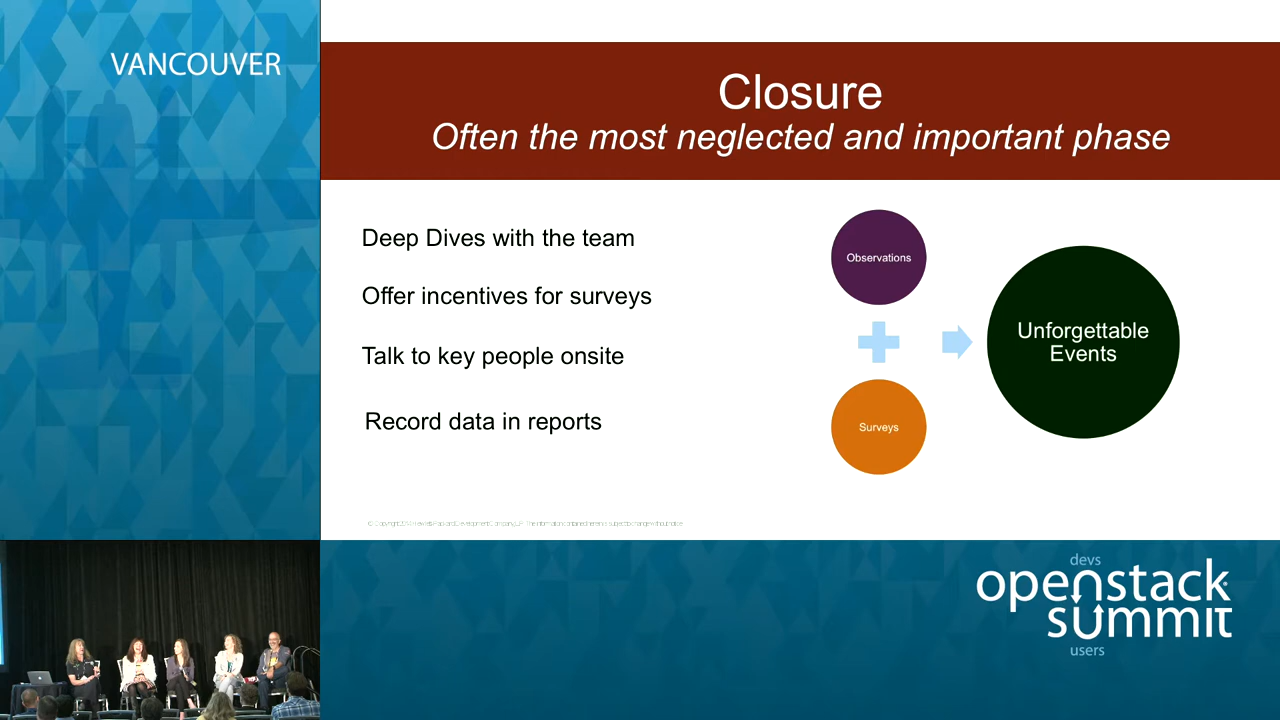 VANCOUVER
Closure
Often the most neglected and important phase
Deep Dives with the team
Offer incentives for surveys
Talk to key people onsite
Record data in reports
Observations
Surveys
Unforgettable
Events
© Copyright
devs
openstack
summit
users